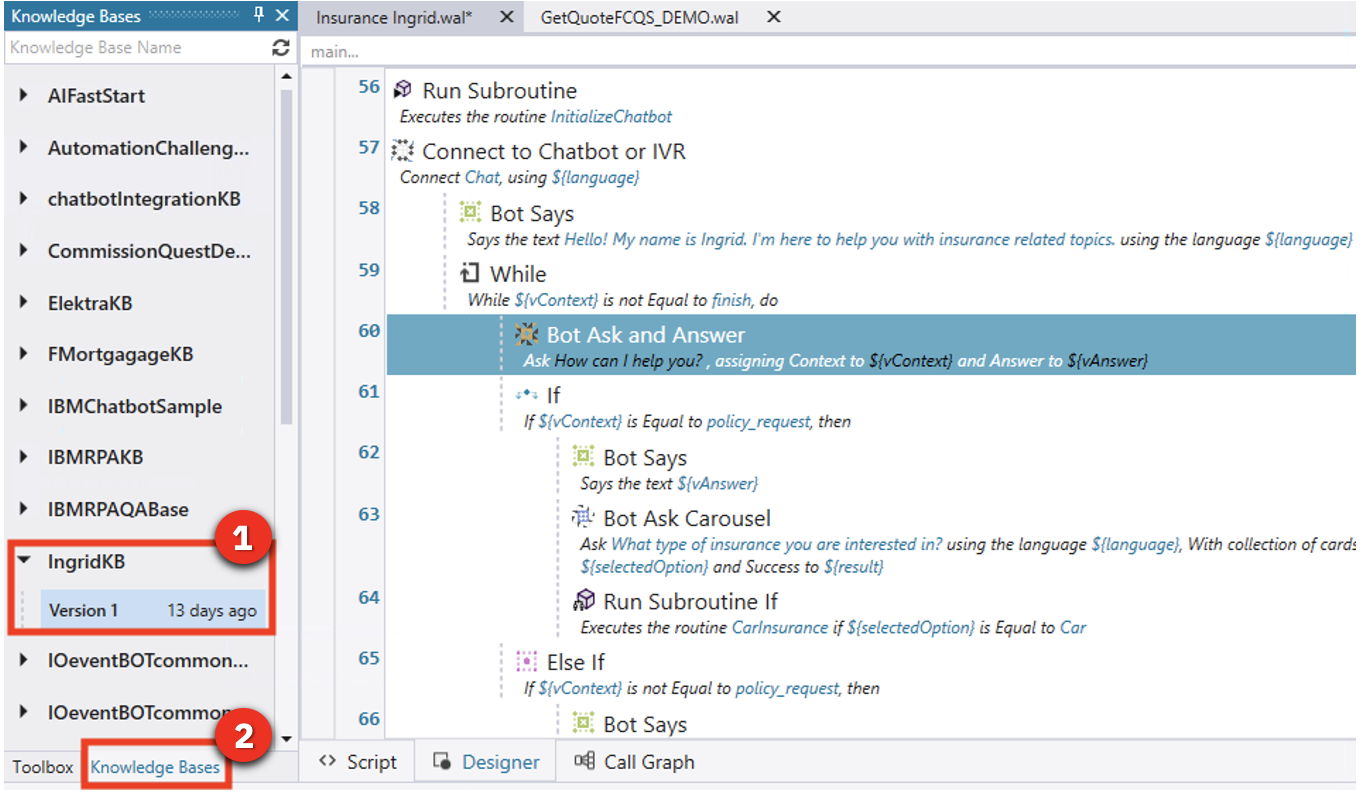 Knowledge Bases
Knowledge Base Name
AIFastStart
AutomationChalleng...
chatbotIntegrationKB
CommissionQuestDe...
ElektraKB
FMortgagageKB
IBMChatbotSample
IBMRPAKB
IBMRPAQABase
1
IngridKB
Version 1 13 days ago
IOeventBOTcommon...
IOeventBOTcommon
2
Toolbox Knowledge Bases
Insurance Ingrid.wal* GetQuoteFCQS_DEMO.wal
main...
56 Run Subroutine
Executes the routine InitializeChatbot
57 Connect to Chatbot or IVR
Connect Chat, using ${language}
58 Bot Says
Says the text Hello! My name is Ingrid. I'm here to help you with insurance related topics. using the language ${language}
59 While
While ${vContext} is not Equal to finish, do
60 Bot Ask and Answer
Ask How can I help you? , assigning Context to ${vContext} and Answer to ${vAnswer}
61 If
If ${vContext} is Equal to policy_request, then
62 Bot Says
Says the text ${vAnswer}
63 Bot Ask Carousel
Ask What type of insurance you are interested in? using the language ${language}, With collection of cards
${selectedOption} and Success to ${result}
64 Run Subroutine If
Executes the routine CarInsurance if ${selectedOption} is Equal to Car
65 Else If
If ${vContext} is not Equal to policy_request, then
66 Bot Says
Script Designer Call Graph